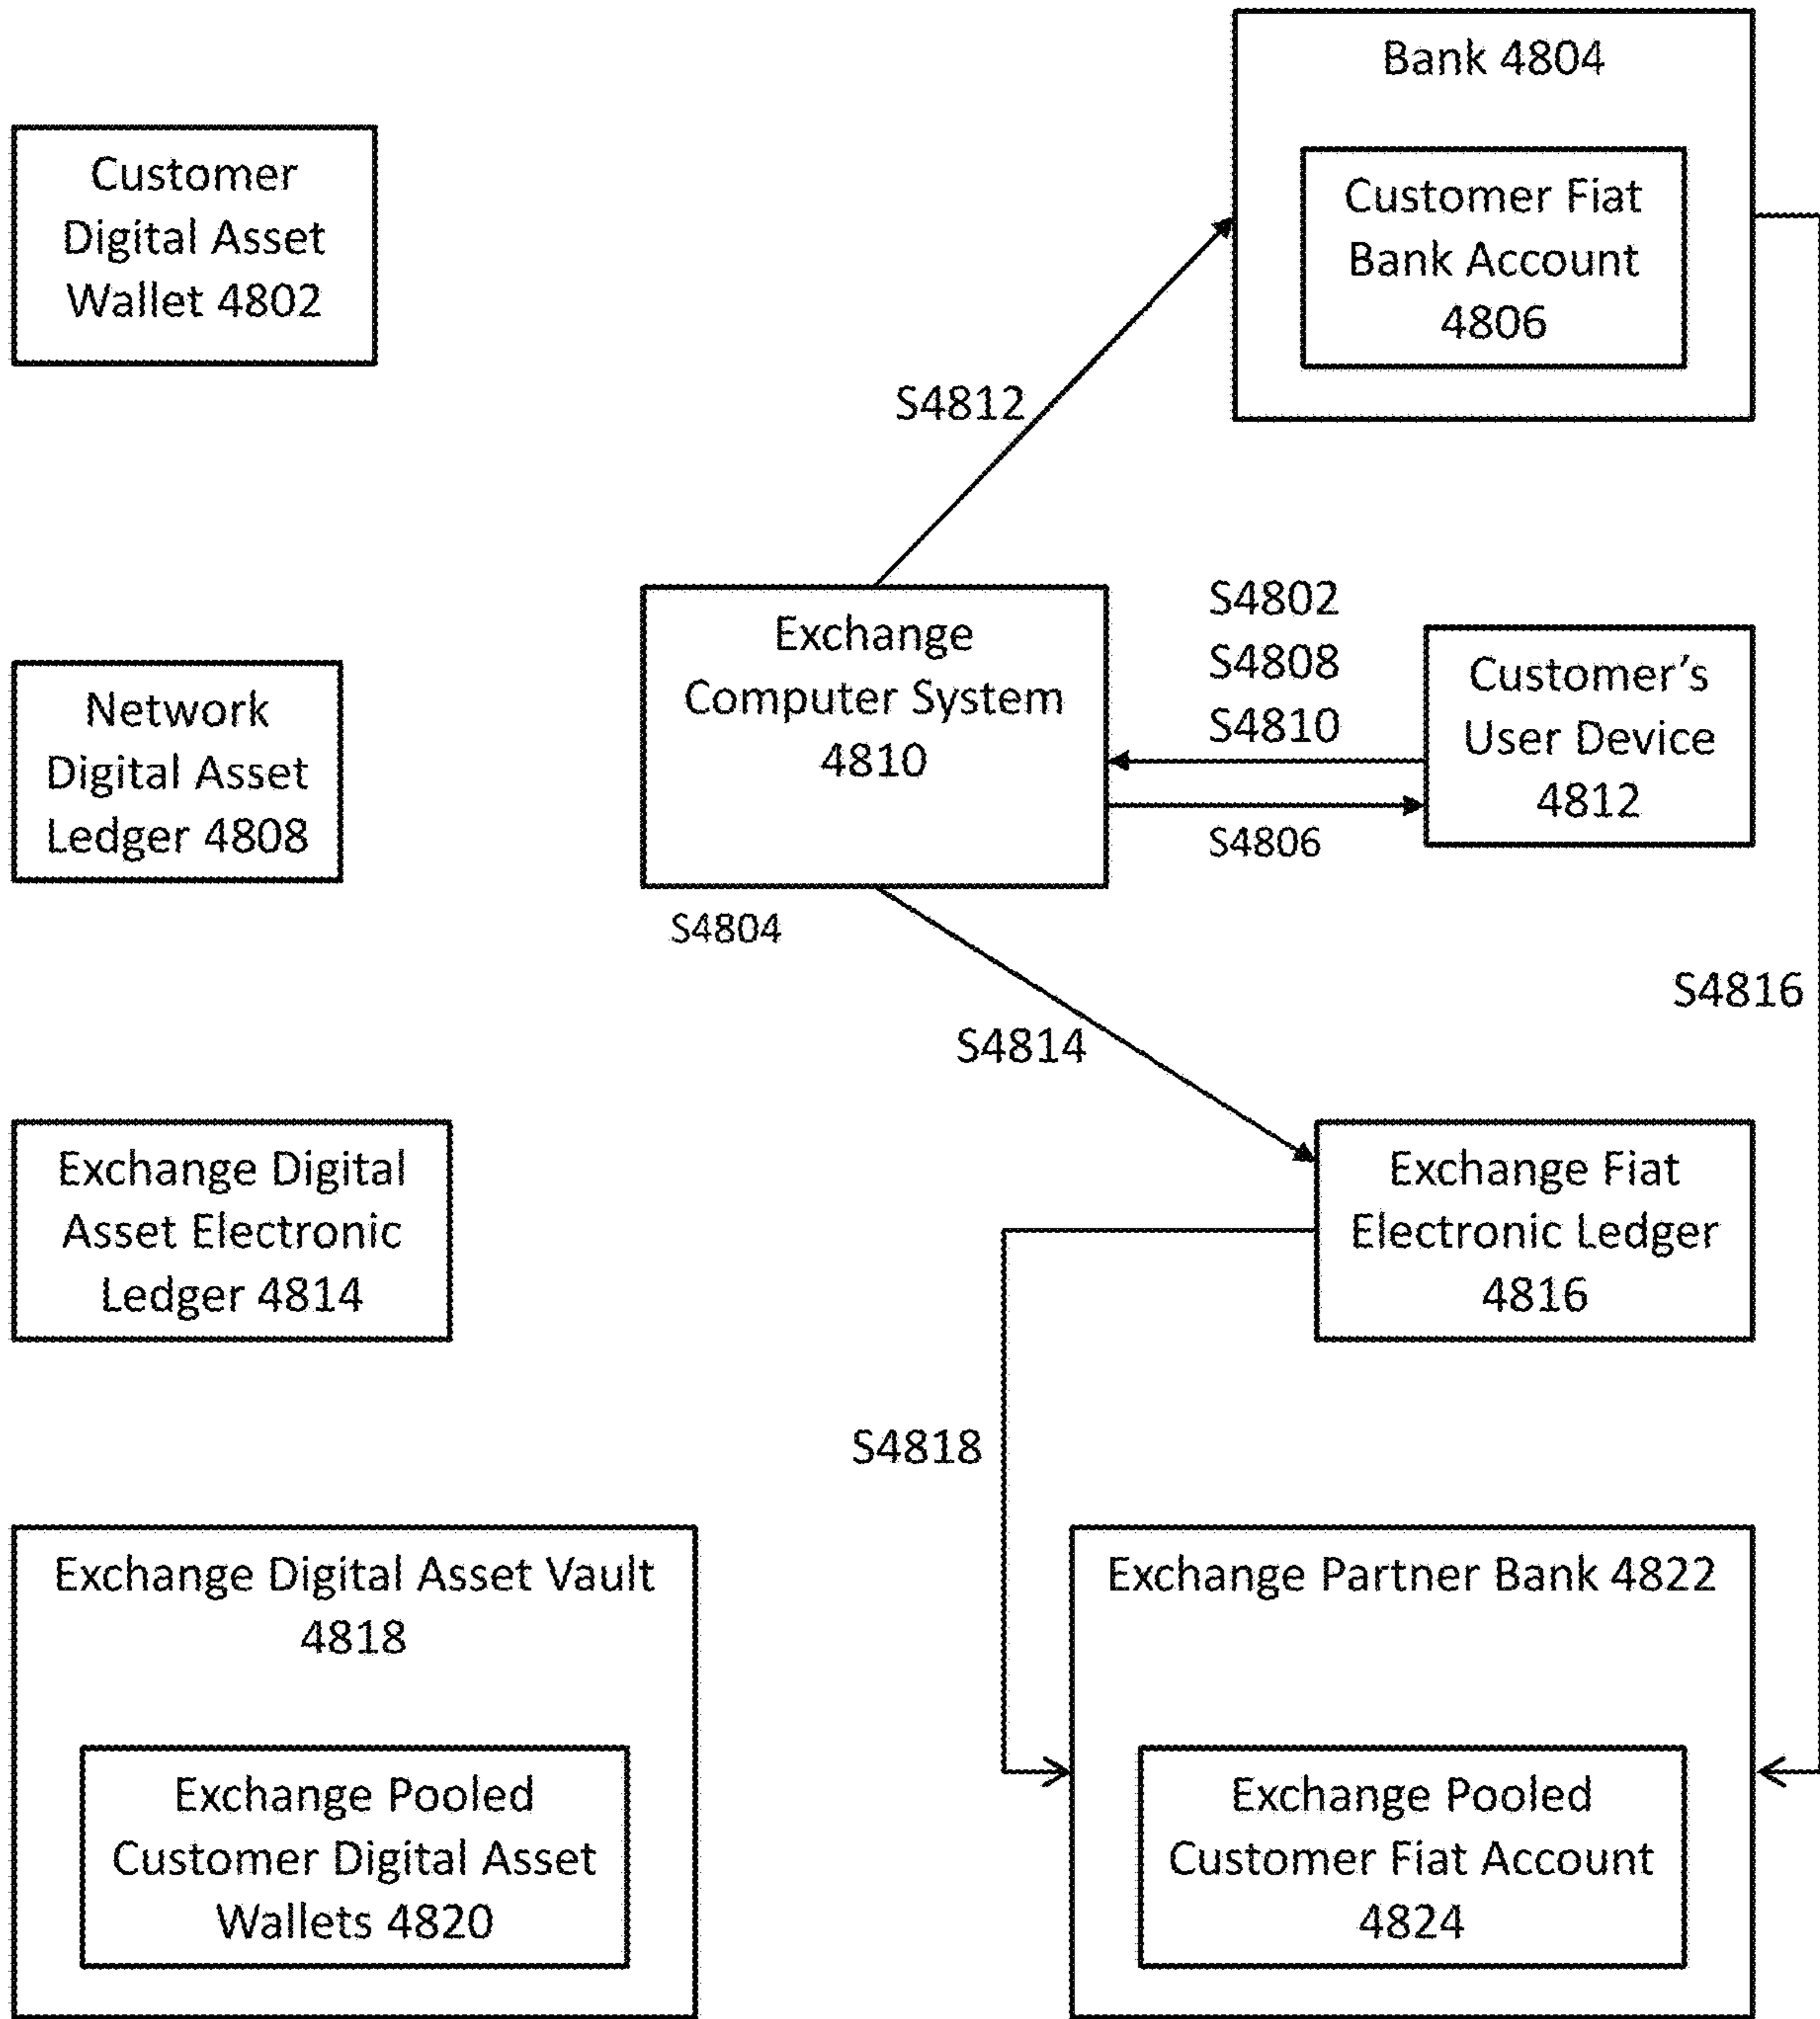 Bank 4804
Customer
Digital Asset
Wallet 4802
Customer Fiat
Bank Account
4806
S4812
Exchange
Computer System
4810
S4802
S4808
S4810
S4806
Customer's
User Device
4812
Network
Digital Asset
Ledger 4808
S4804
S4816
S4814
Exchange Digital
Asset Electronic
Ledger 4814
Exchange Fiat
Electronic Ledger
4816
S4818
Exchange Digital Asset Vault
4818
Exchange Pooled
Customer Digital Asset
Wallets 4820
Exchange Partner Bank 4822
Exchange Pooled
Customer Fiat Account
4824